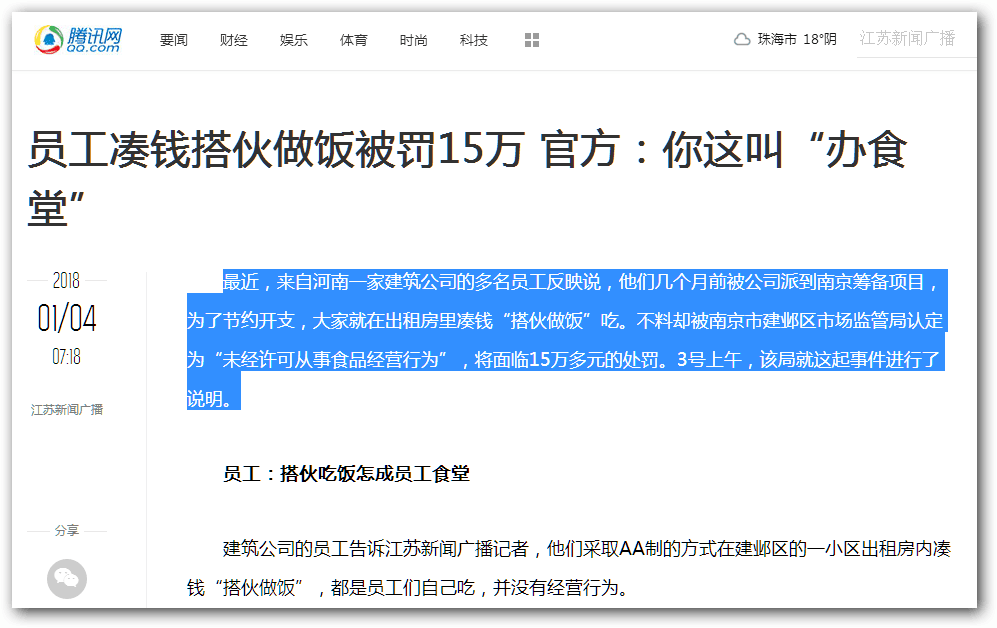 腾讯网
QQ.com
要闻 财经 娱乐 体育 时尚 科技
珠海市 18°阴
江苏新闻广播
员工凑钱搭伙做饭被罚15万 官方：你这叫“办食
堂”
2018
01/04
07:18
江苏新闻广播
分享
最近，来自河南一家建筑公司的多名员工反映说，他们几个月前被公司派到南京筹备项目，
为了节约开支，大家就在出租房里凑钱“搭伙做饭”吃。不料却被南京市建邺区市场监管局认定
为“未经许可从事食品经营行为”，将面临15万多元的处罚。3号上午，该局就这起事件进行了
说明。
员工：搭伙吃饭怎成员工食堂
建筑公司的员工告诉江苏新闻广播记者，他们采取AA制的方式在建邺区的一小区出租房内凑
钱“搭伙做饭”，都是员工们自己吃，并没有经营行为。